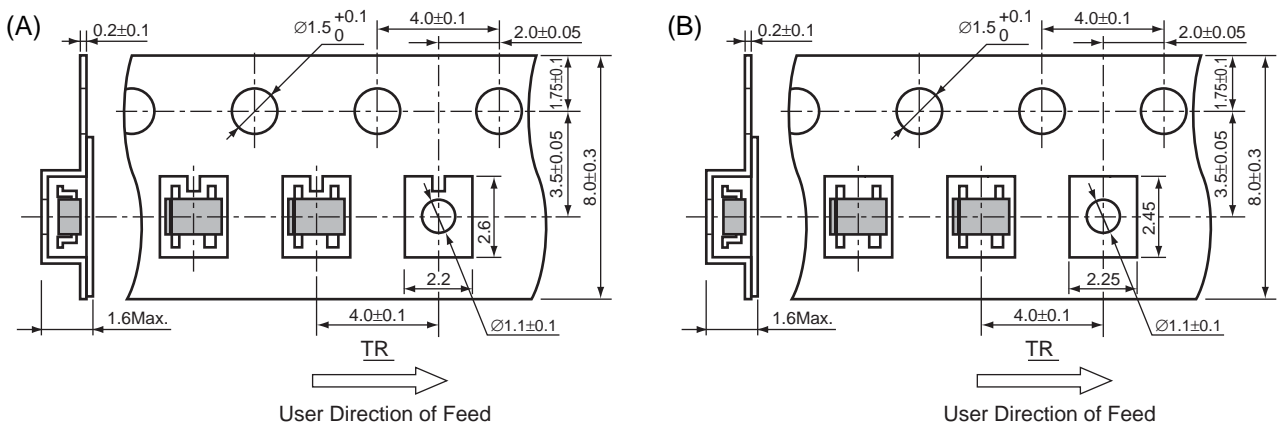 (A)
0.2±0.1
∅1.5 +0.1 0
4.0±0.1
2.0±0.05
1.75±0.1
3.5±0.05
8.0±0.3
2.6
2.2
1.6Max.
4.0±0.1
∅1.1±0.1
TR
User Direction of Feed
(B)
0.2±0.1
∅1.5 +0.1 0
4.0±0.1
2.0±0.05
1.75±0.1
3.5±0.05
8.0±0.3
2.45
2.25
1.6Max.
4.0±0.1
∅1.1±0.1
TR
User Direction of Feed